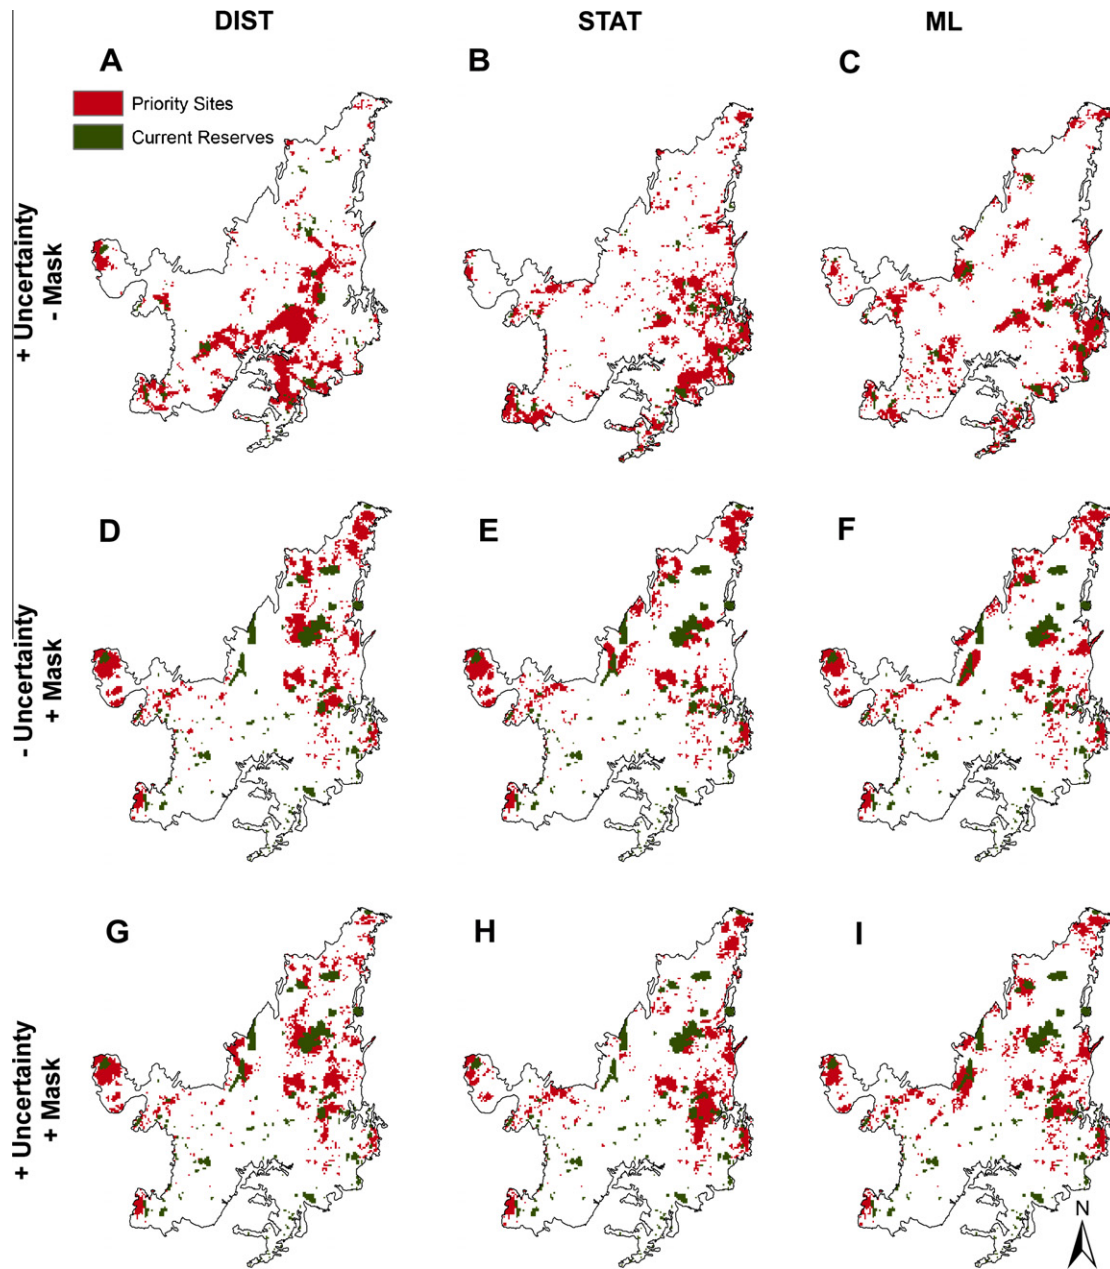 DIST STAT ML
A B C
Priority Sites
Current Reserves
+ Uncertainty
- Mask
D E F
- Uncertainty
+ Mask
G H I
+ Uncertainty
+ Mask
N